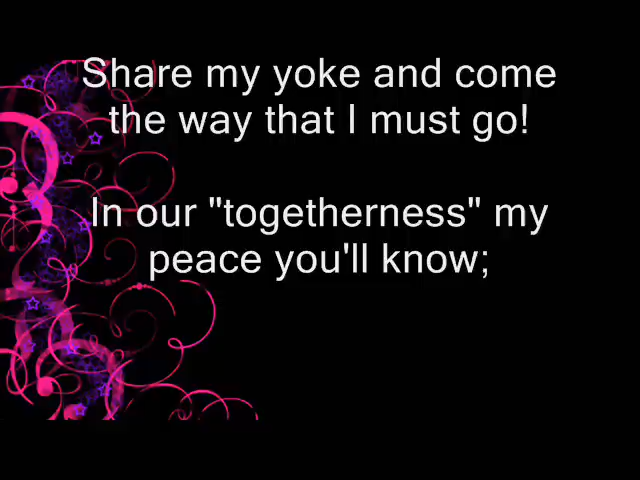 Share my yoke and come
the way that I must go!
In our "togetherness" my
peace you'll know;